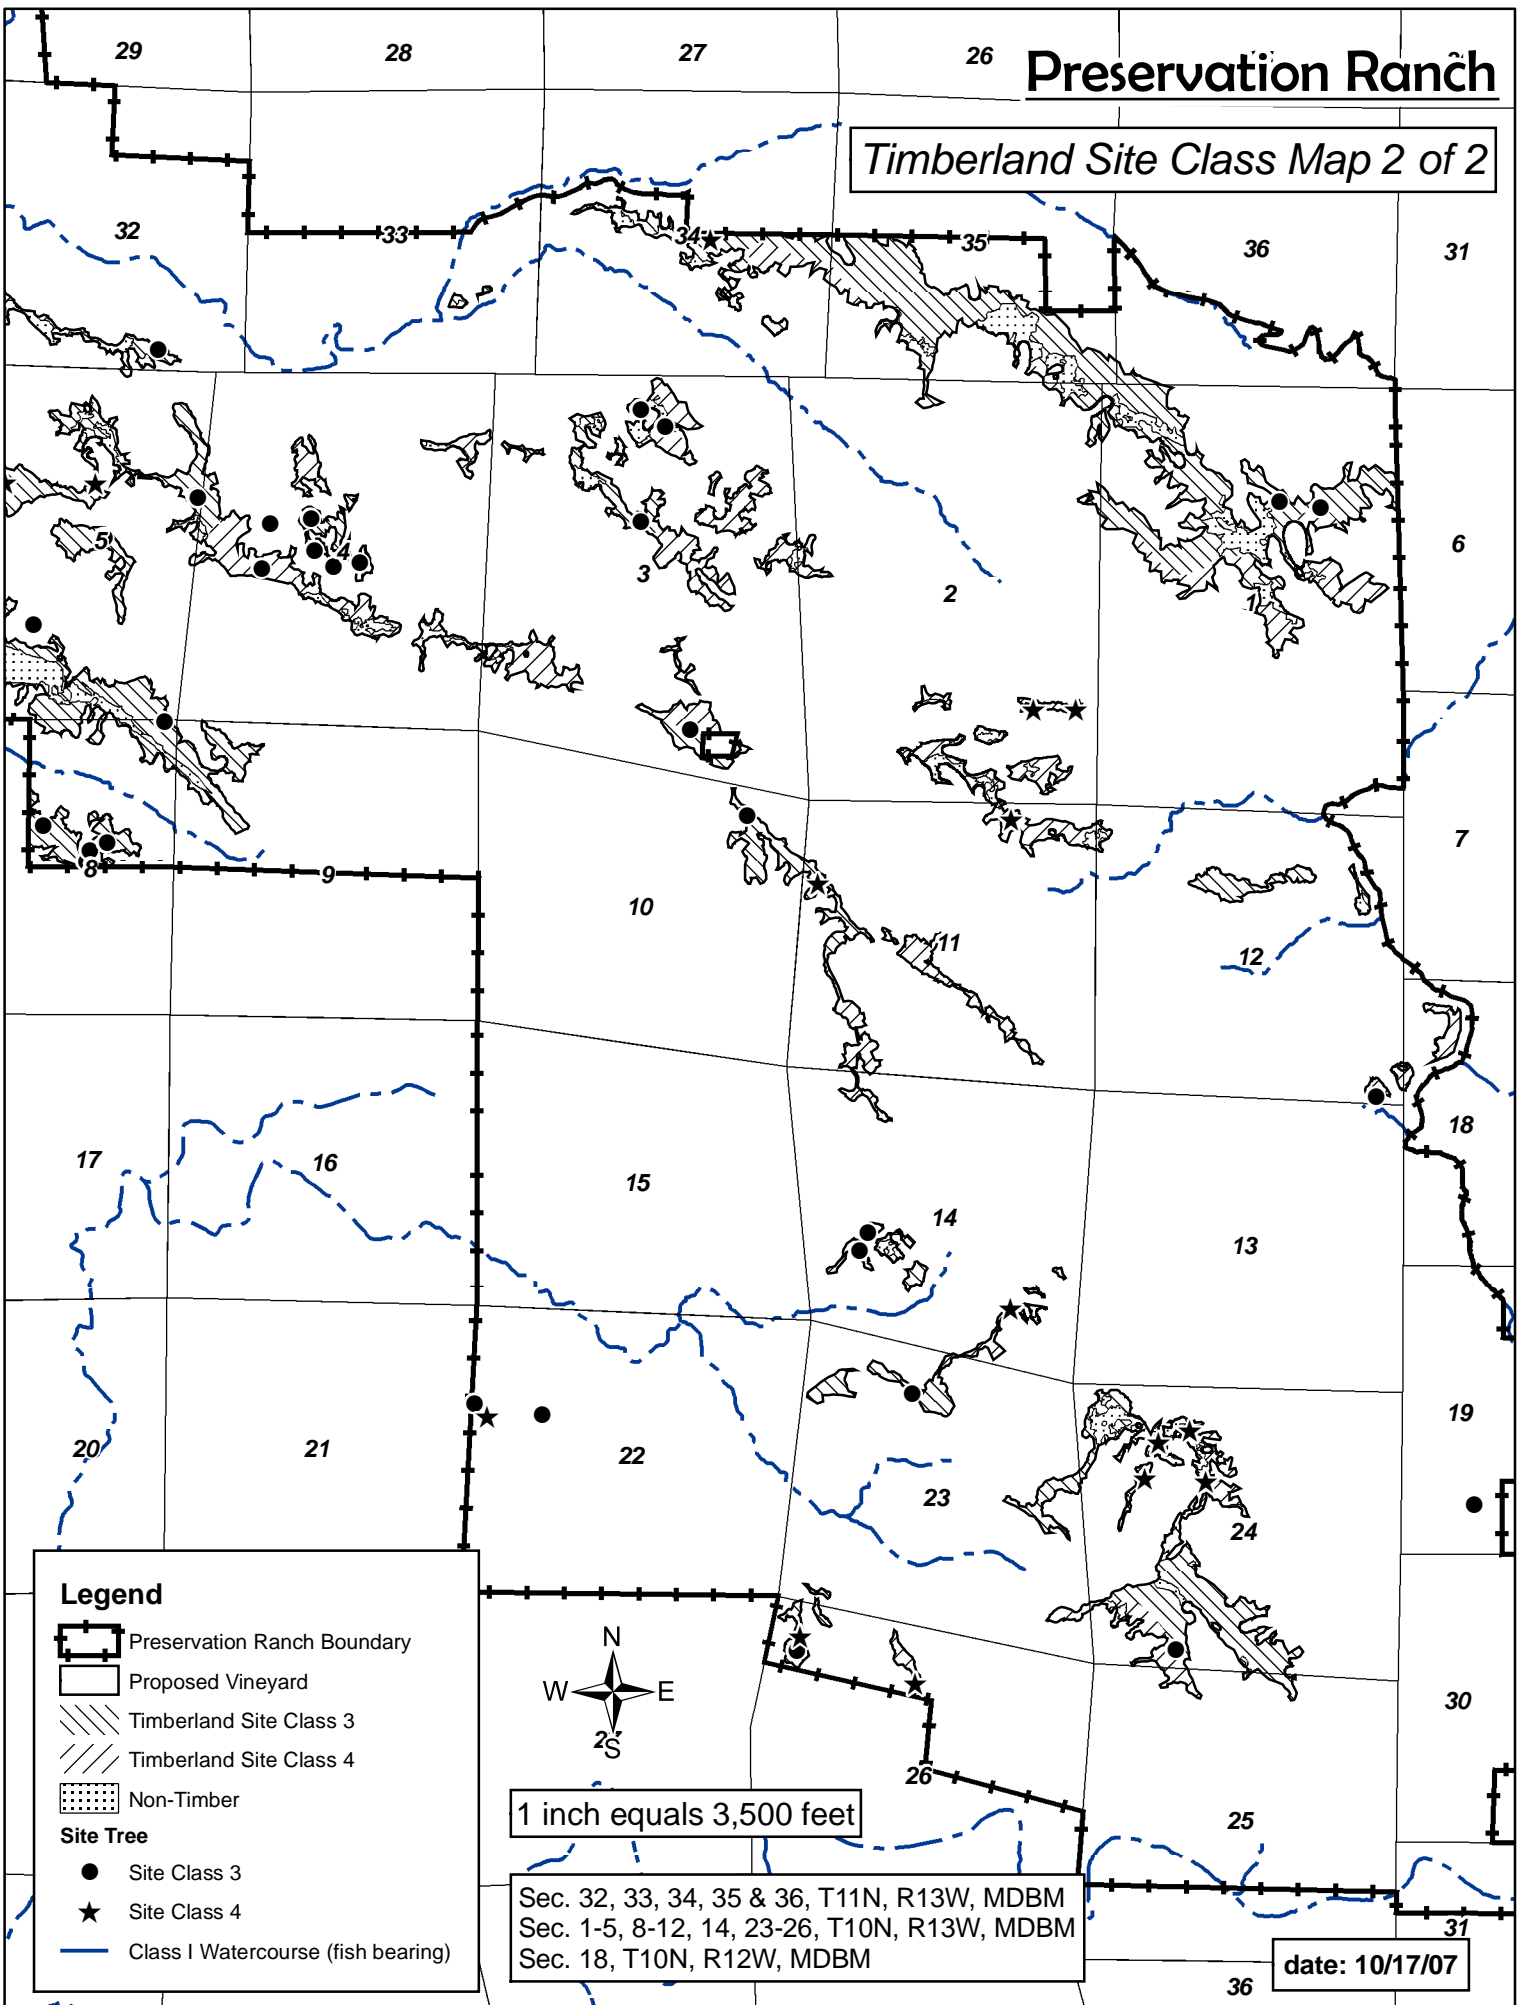 29
28
27
26
Preservation Ranch
Timberland Site Class Map 2 of 2
32
33
34
35
36
31
5
4
3
2
1
6
8
9
10
11
12
7
17
16
15
14
13
18
20
21
22
23
24
19
Legend
Preservation Ranch Boundary
Proposed Vineyard
Timberland Site Class 3
Timberland Site Class 4
Non-Timber
Site Tree
Site Class 3
Site Class 4
Class I Watercourse (fish bearing)
N
W
E
S
26
25
30
31
36
1 inch equals 3,500 feet
Sec. 32, 33, 34, 35 & 36, T11N, R13W, MDBM
Sec. 1-5, 8-12, 14, 23-26, T10N, R13W, MDBM
Sec. 18, T10N, R12W, MDBM
date: 10/17/07